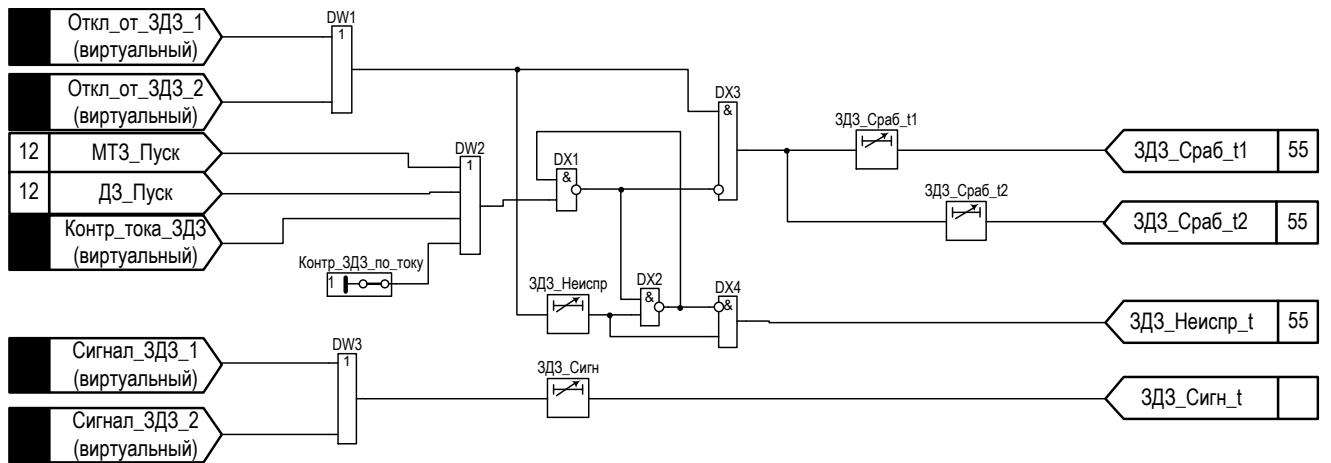 Откл_от_ЗДЗ_1
(виртуальный)
DW1
1
Откл_от_ЗДЗ_2
(виртуальный)
DX3
&
12 МТЗ_Пуск
DW2
1
12 ДЗ_Пуск
DX1
&
ЗДЗ_Сраб_t1
ЗДЗ_Сраб_t1 55
Контр_тока_ЗДЗ
(виртуальный)
ЗДЗ_Сраб_t2
ЗДЗ_Сраб_t2 55
Контр_ЗДЗ_по_току
1
ЗДЗ_Неиспр
DX2
&
DX4
&
ЗДЗ_Неиспр_t 55
Сигнал_ЗДЗ_1
(виртуальный)
DW3
1
ЗДЗ_Сигн
ЗДЗ_Сигн_t
Сигнал_ЗДЗ_2
(виртуальный)